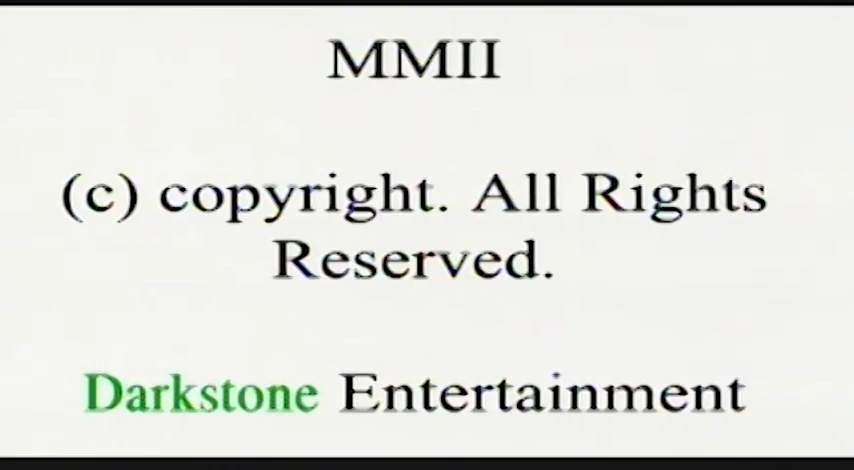 MMII
(c) copyright. All Rights
Reserved.
Darkstone Entertainment